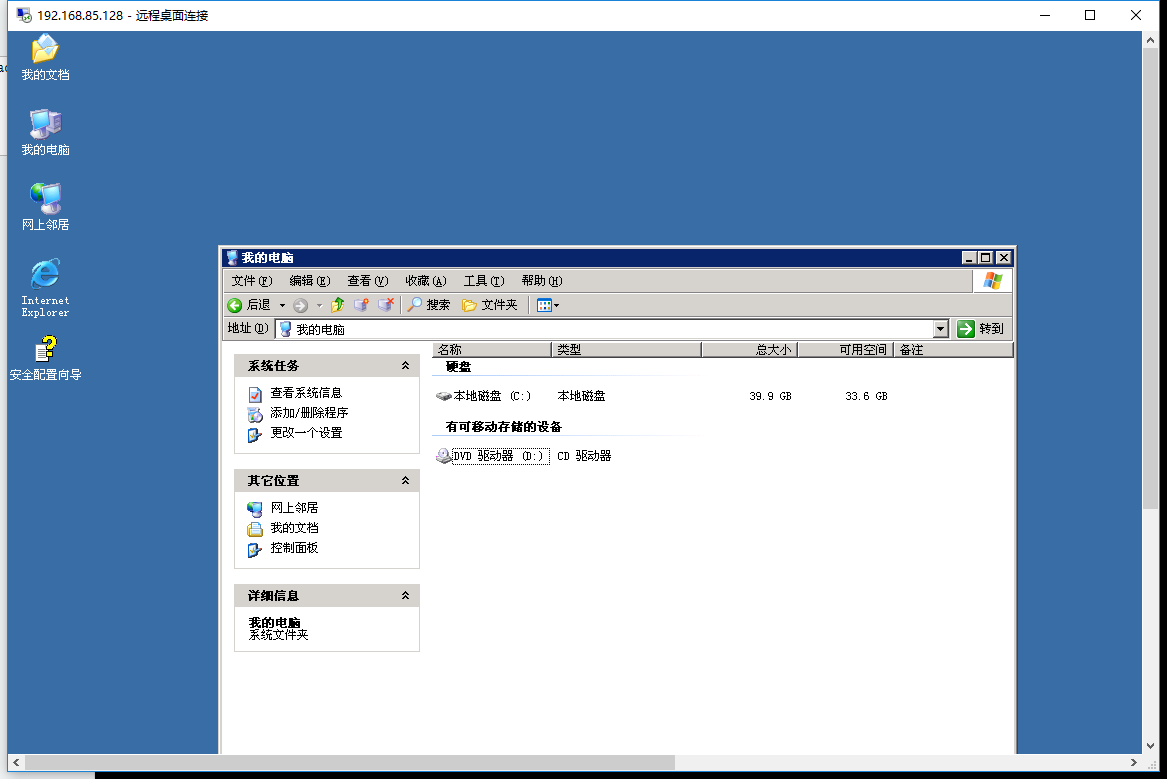 192.168.85.128 - 远程桌面连接
我的文档
我的电脑
网上邻居
Internet
Explorer
安全配置向导
我的电脑
文件(F) 编辑(E) 查看(V) 收藏(A) 工具(T) 帮助(H)
后退 搜索 文件夹
地址(D) 我的电脑 转到
系统任务
查看系统信息
添加/删除程序
更改一个设置
其它位置
网上邻居
我的文档
控制面板
详细信息
我的电脑
系统文件夹
名称 类型 总大小 可用空间 备注
硬盘
本地磁盘 (C:) 本地磁盘 39.9 GB 33.6 GB
有可移动存储的设备
DVD 驱动器 (D:) CD 驱动器